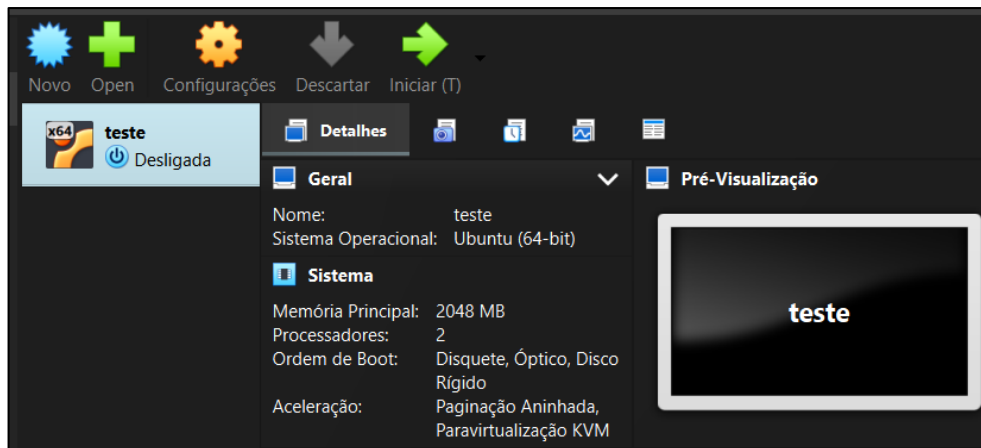 Novo Open Configurações Descartar Iniciar (T)
x64 teste
Desligada
Detalhes
Geral
Nome: teste
Sistema Operacional: Ubuntu (64-bit)
Sistema
Memória Principal: 2048 MB
Processadores: 2
Ordem de Boot: Disquete, Óptico, Disco
Rígido
Aceleração: Paginação Aninhada,
Paravirtualização KVM
Pré-Visualização
teste